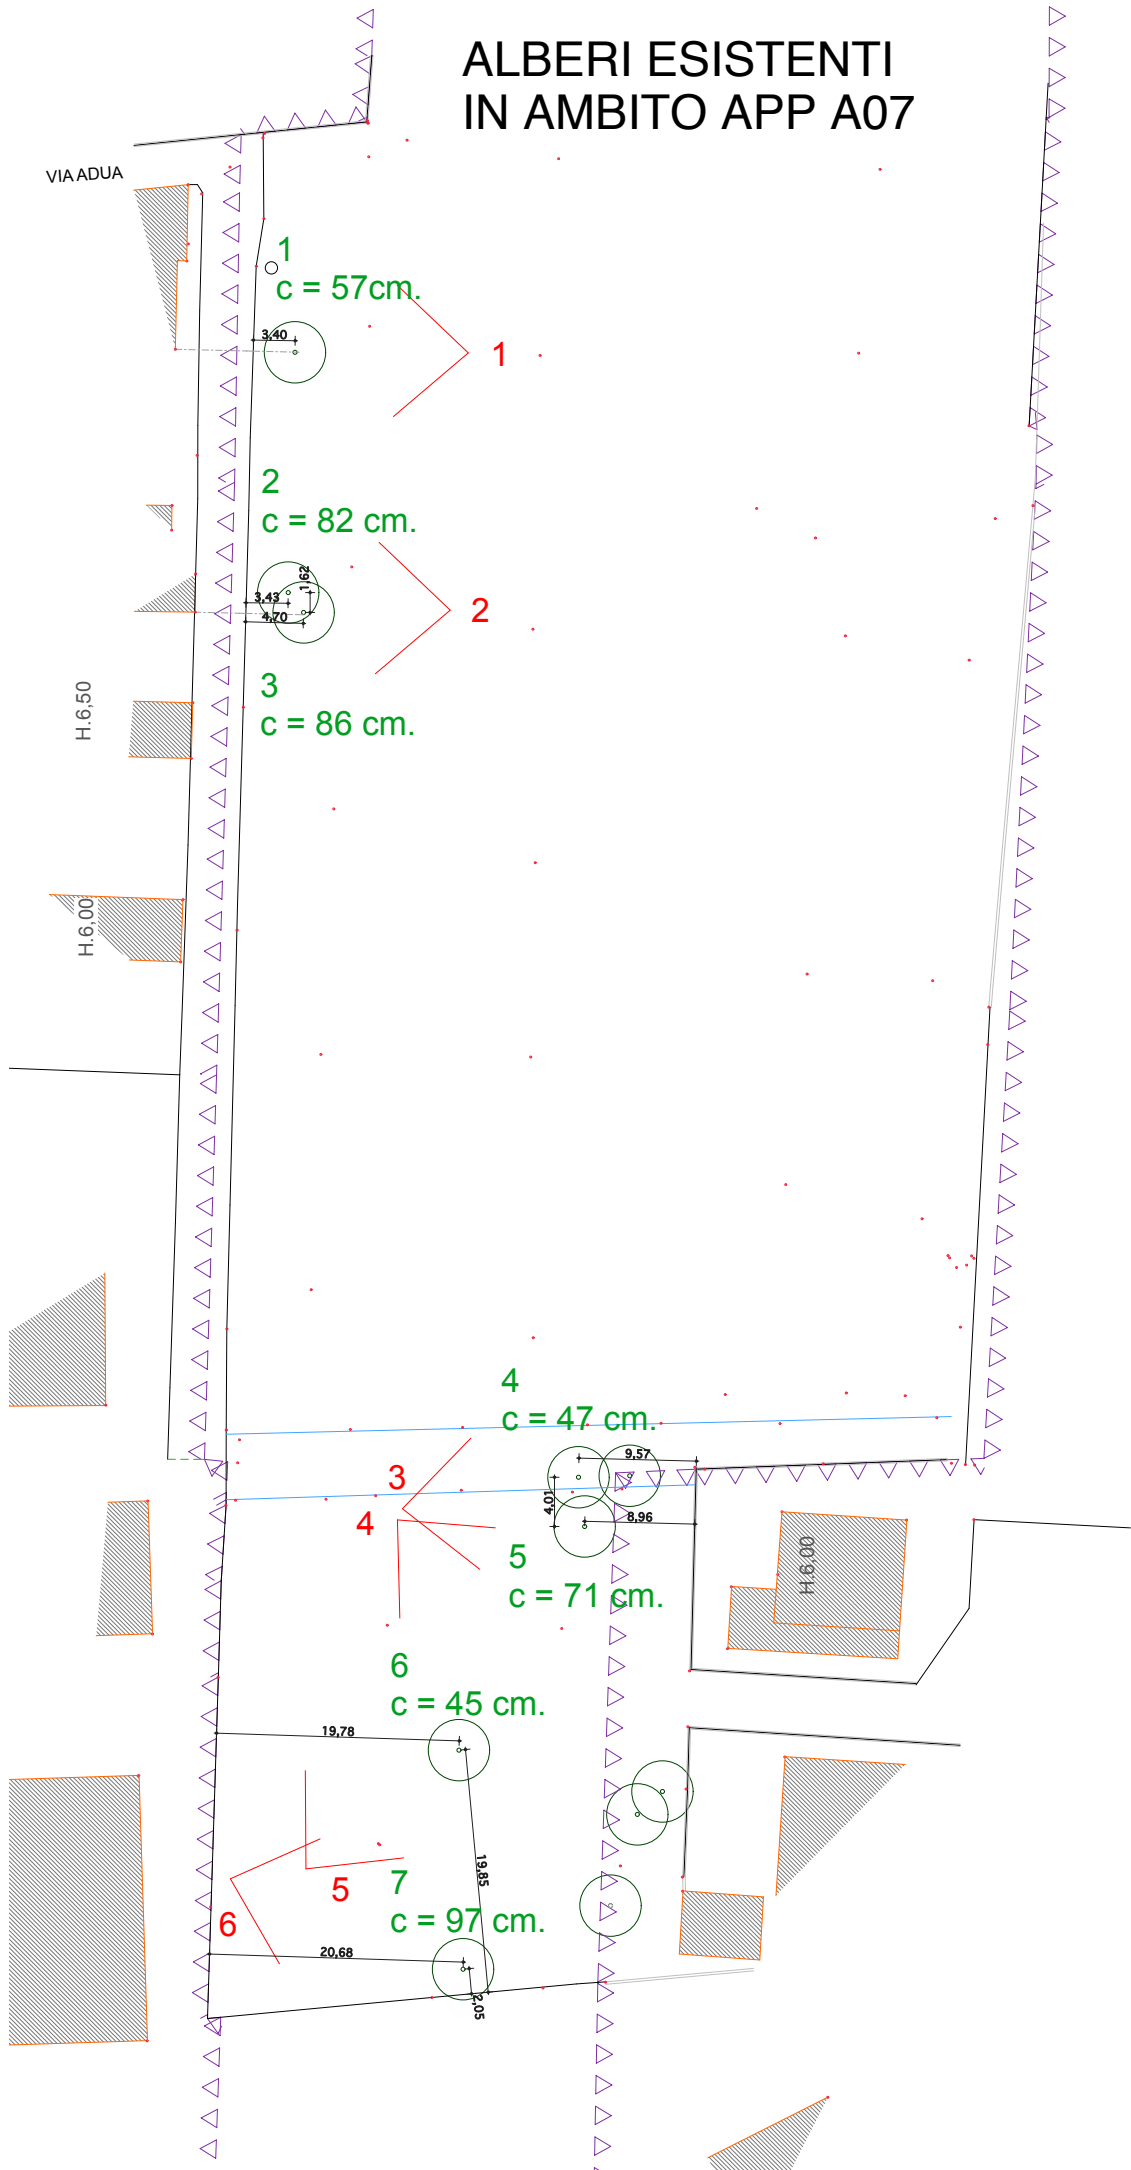 ALBERI ESISTENTI
IN AMBITO APP A07
VIA ADUA
1
c = 57cm.
3,40
1
2
c = 82 cm.
1,62
3,43
4,70
2
3
c = 86 cm.
H.6,50
H.6,00
4
c = 47 cm.
9,57
3
4,01
4
8,96
5
c = 71 cm.
H.6,00
6
c = 45 cm.
19,78
19,85
5
7
c = 97 cm.
6
20,68
2,05